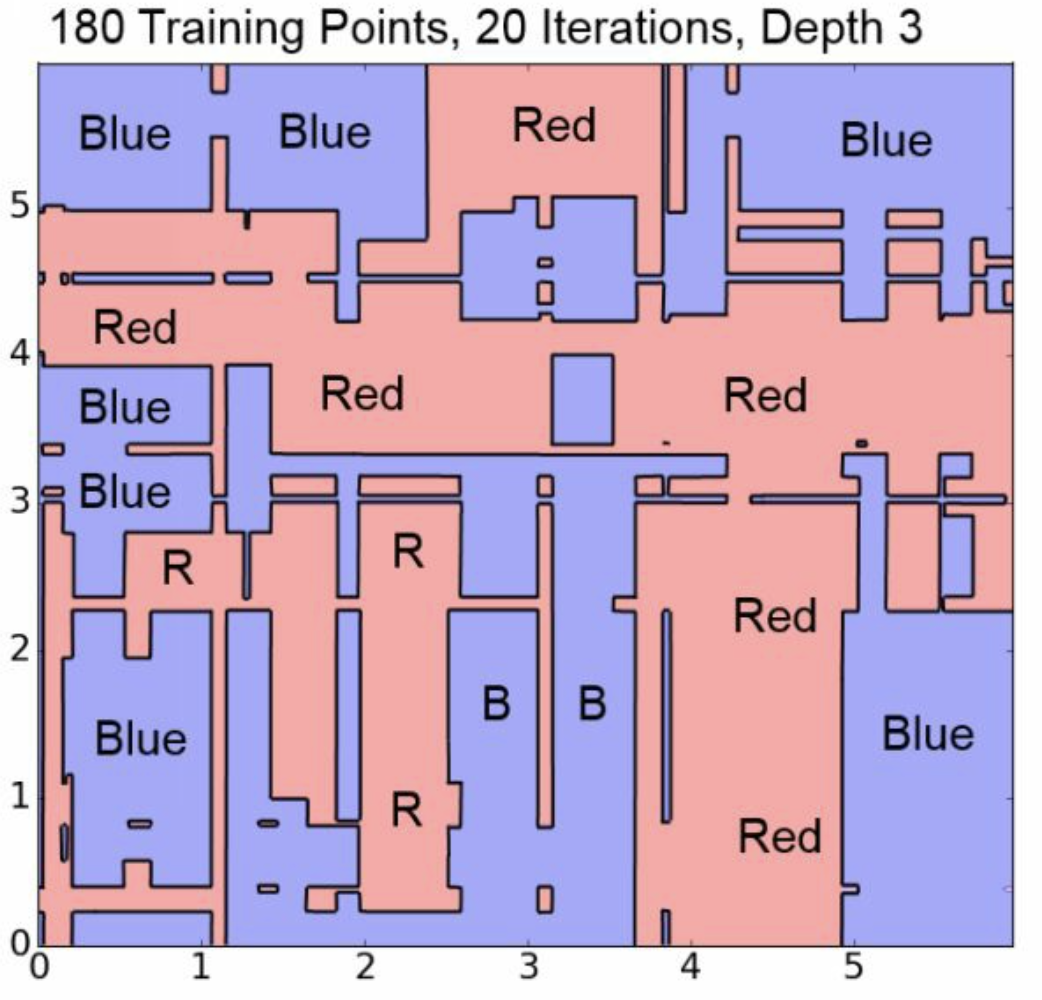 180 Training Points, 20 Iterations, Depth 3
Blue Blue Red Blue
5
Red
4
Blue Red Red
Blue
3
R R
Red
2
B B
Blue Blue
1
R
Red
0
0 1 2 3 4 5